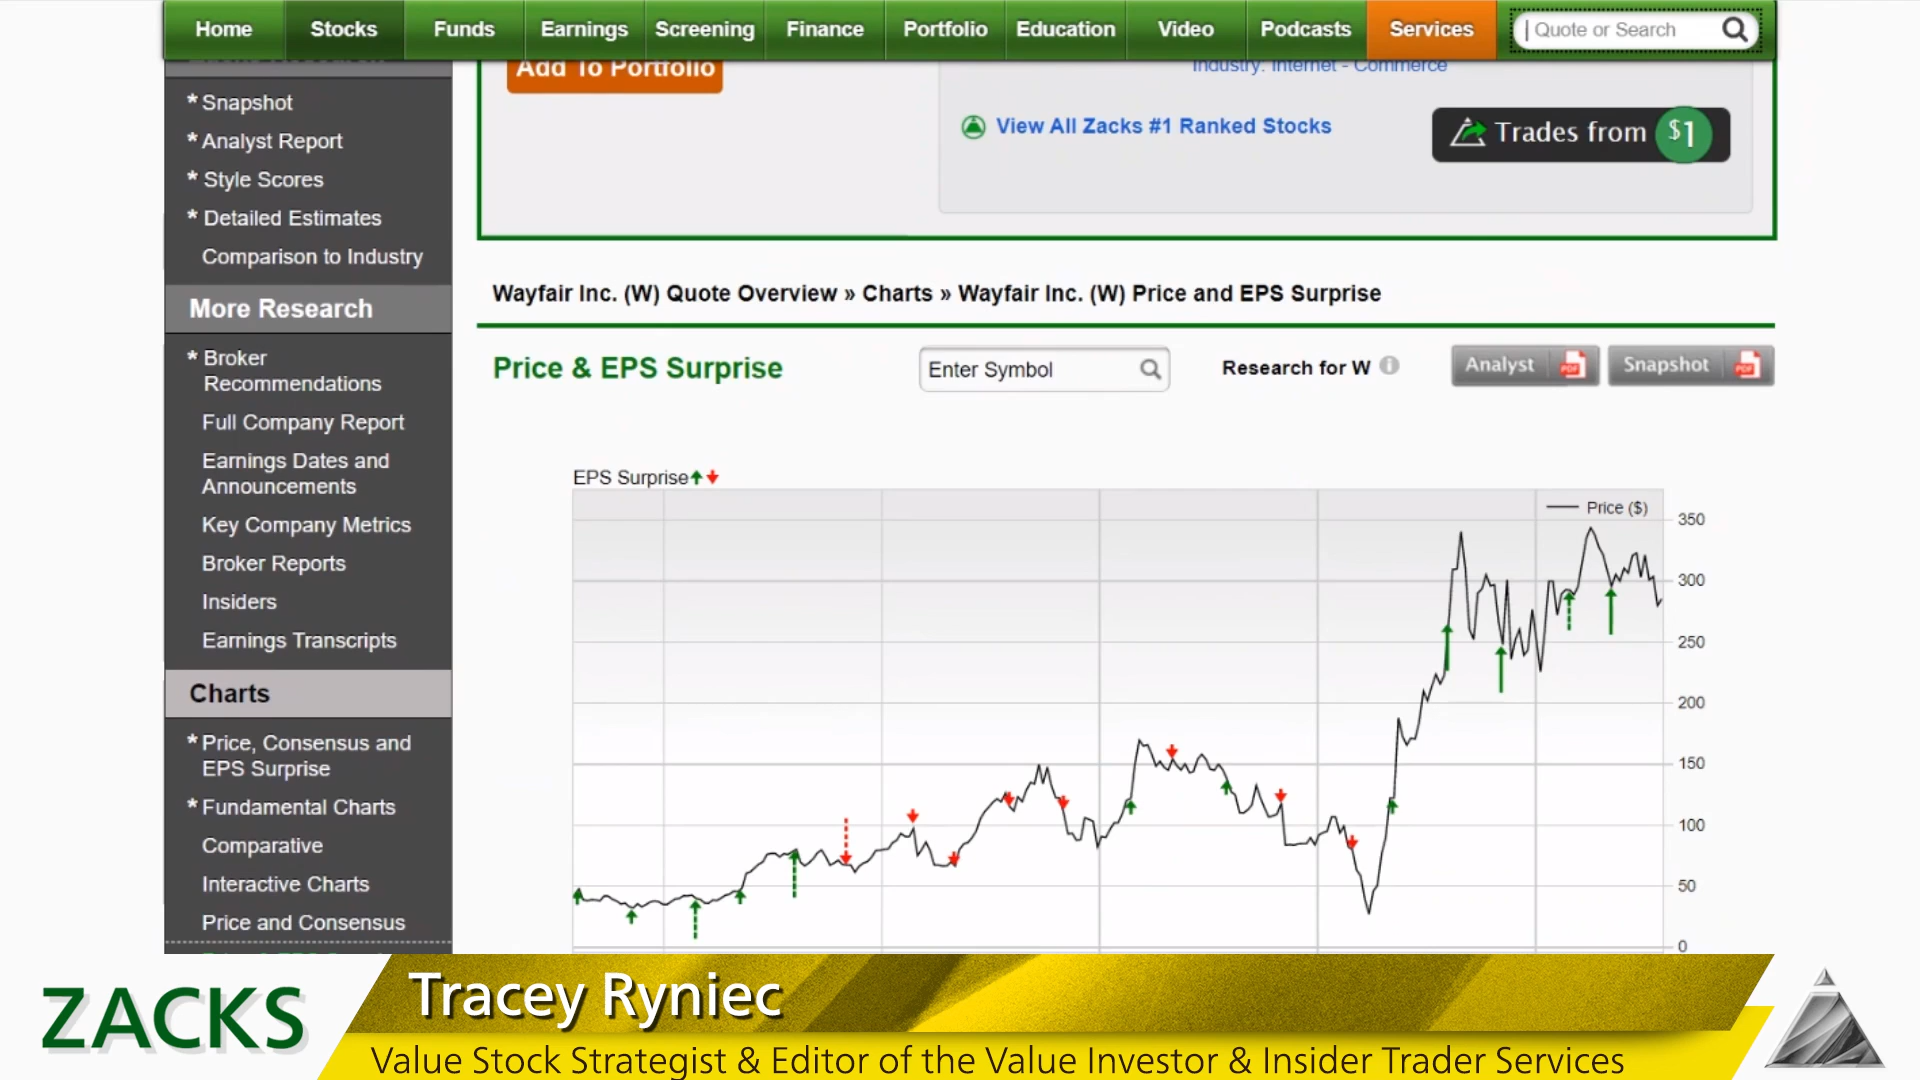 Home Stocks Funds Earnings Screening Finance Portfolio Education Video Podcasts Services | Quote or Search
* Snapshot
* Analyst Report
* Style Scores
* Detailed Estimates
Comparison to Industry
More Research
* Broker
Recommendations
Full Company Report
Earnings Dates and
Announcements
Key Company Metrics
Broker Reports
Insiders
Earnings Transcripts
Charts
* Price, Consensus and
EPS Surprise
* Fundamental Charts
Comparative
Interactive Charts
Price and Consensus
Add To Portfolio
Industry: Internet - Commerce
View All Zacks #1 Ranked Stocks
Trades from $1
Wayfair Inc. (W) Quote Overview » Charts » Wayfair Inc. (W) Price and EPS Surprise
Price & EPS Surprise
Enter Symbol
Research for W
Analyst PDF
Snapshot PDF
EPS Surprise
Price ($)
350
300
250
200
150
100
50
0
ZACKS
Tracey Ryniec
Value Stock Strategist & Editor of the Value Investor & Insider Trader Services